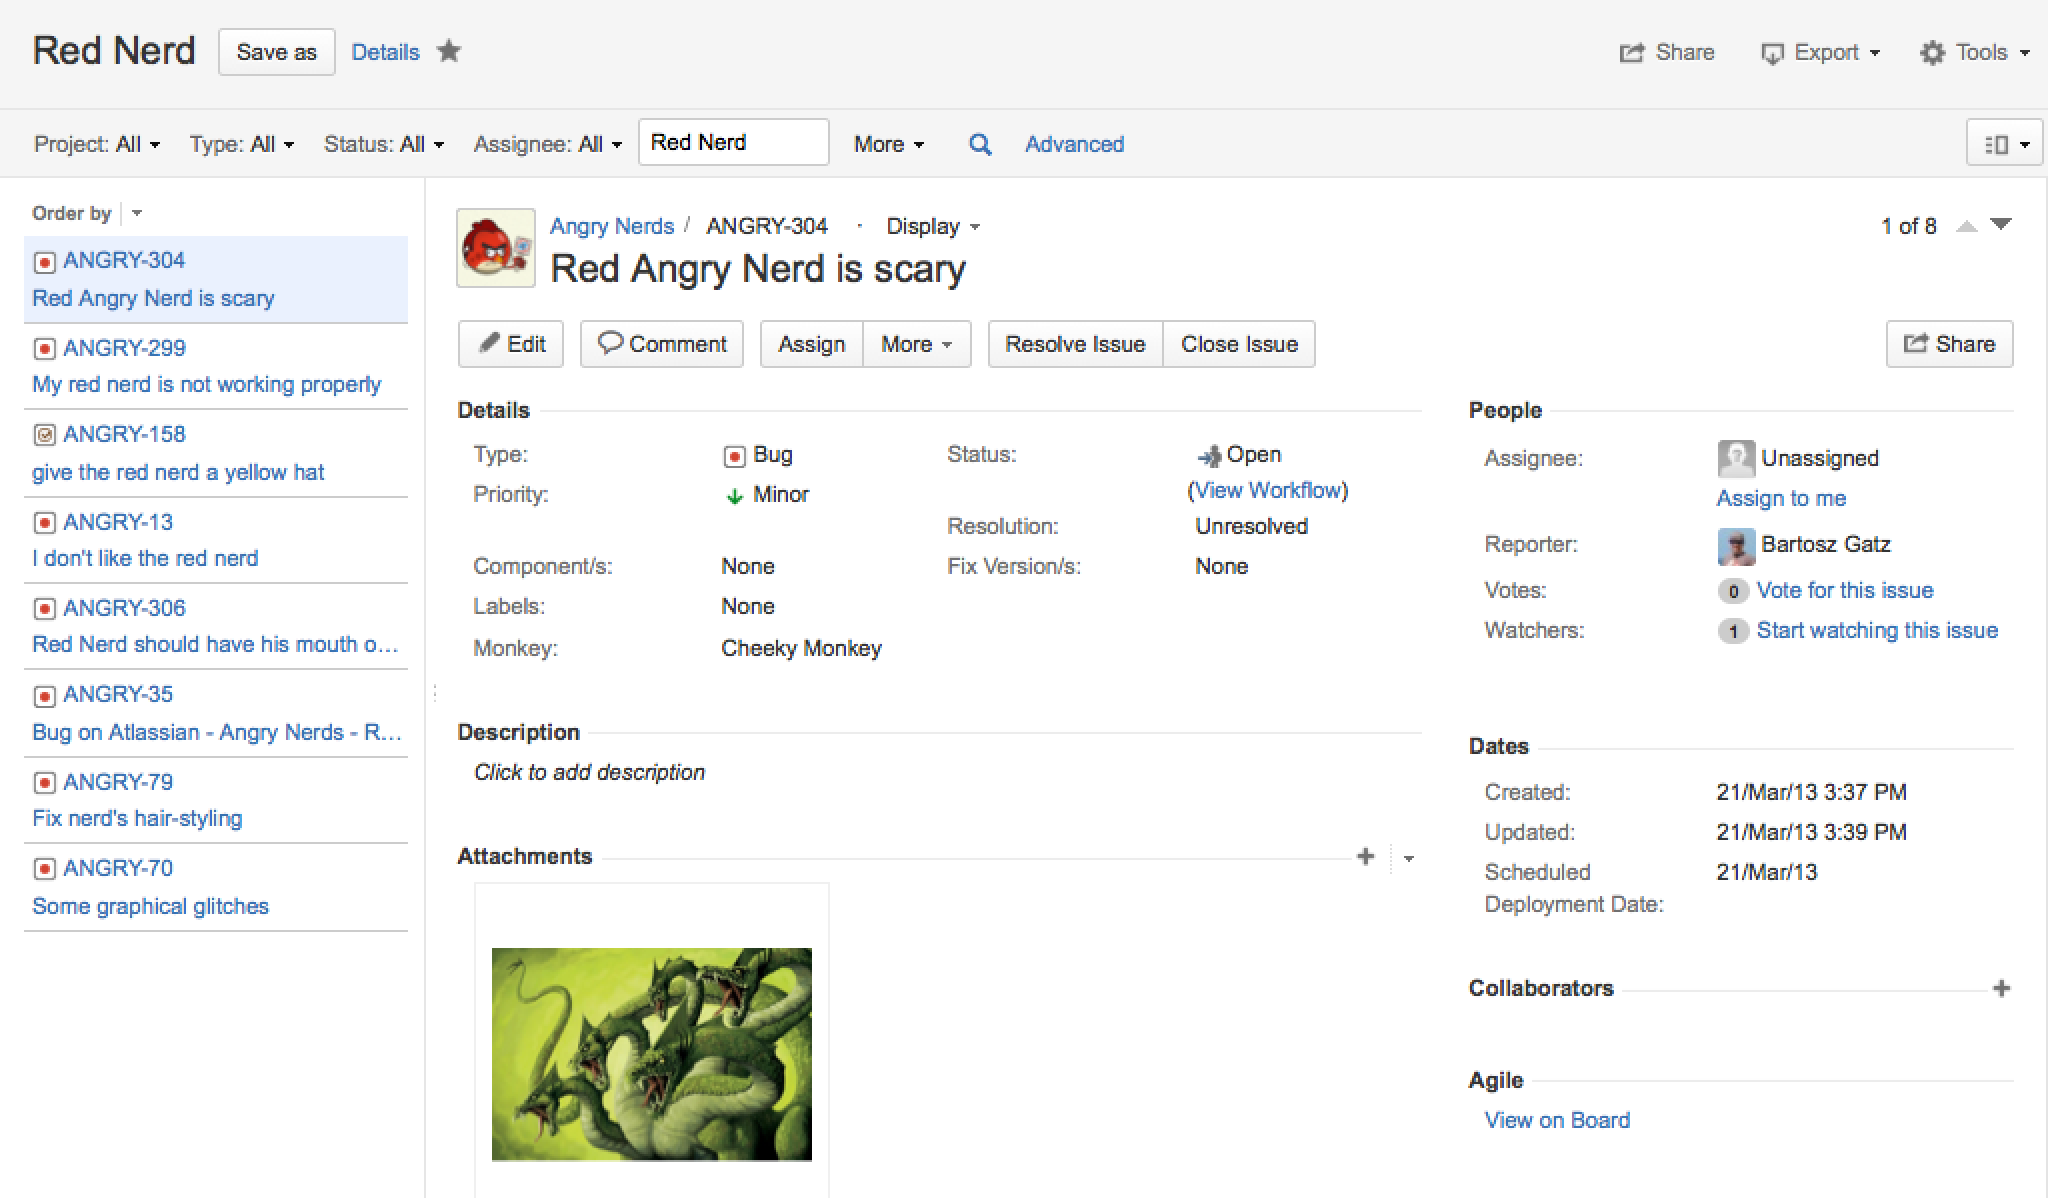 Red Nerd Save as Details Share Export Tools
Project: All Type: All Status: All Assignee: All Red Nerd More Advanced
Order by
ANGRY-304
Red Angry Nerd is scary
ANGRY-299
My red nerd is not working properly
ANGRY-158
give the red nerd a yellow hat
ANGRY-13
I don't like the red nerd
ANGRY-306
Red Nerd should have his mouth o...
ANGRY-35
Bug on Atlassian - Angry Nerds - R...
ANGRY-79
Fix nerd's hair-styling
ANGRY-70
Some graphical glitches
Angry Nerds / ANGRY-304 · Display 1 of 8
Red Angry Nerd is scary
Edit Comment Assign More Resolve Issue Close Issue Share
Details
Type: Bug Status: Open
Priority: Minor (View Workflow)
Resolution: Unresolved
Component/s: None Fix Version/s: None
Labels: None
Monkey: Cheeky Monkey
Description
Click to add description
Attachments
People
Assignee: Unassigned
Assign to me
Reporter: Bartosz Gatz
Votes: 0 Vote for this issue
Watchers: 1 Start watching this issue
Dates
Created: 21/Mar/13 3:37 PM
Updated: 21/Mar/13 3:39 PM
Scheduled 21/Mar/13
Deployment Date:
Collaborators
Agile
View on Board